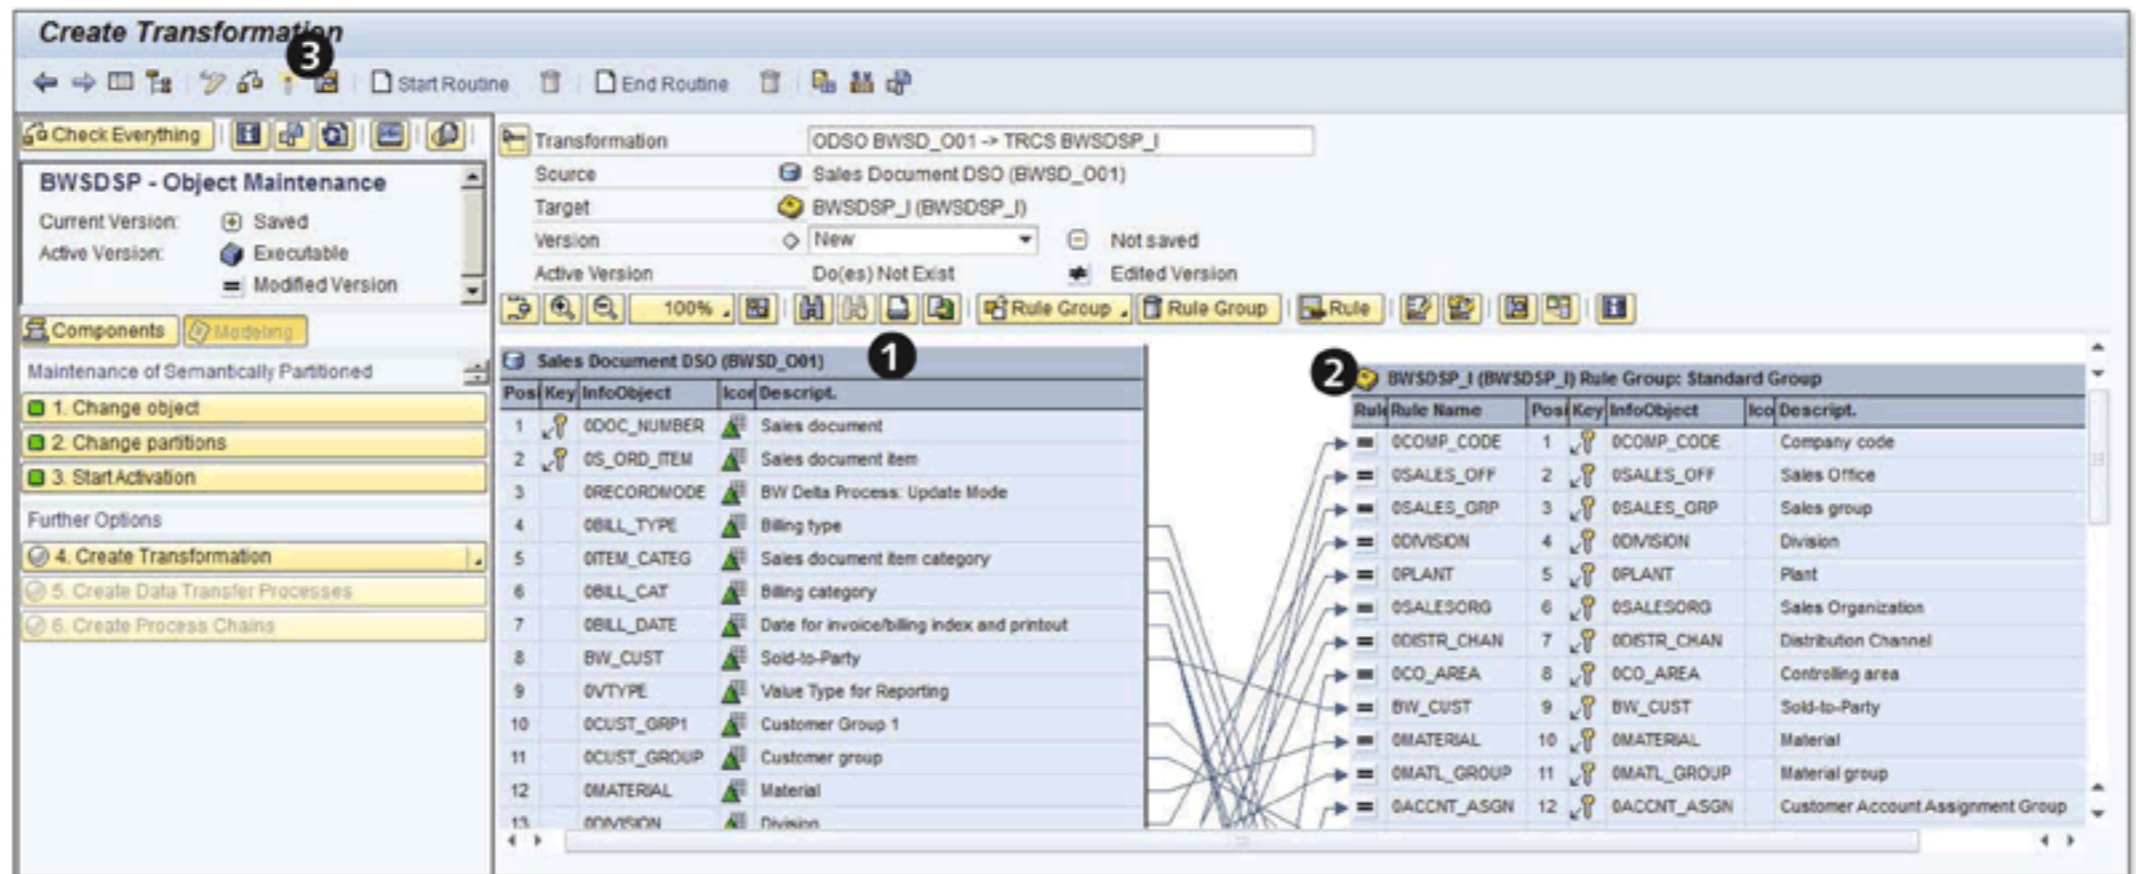 Create Transformation
3
Start Routine End Routine
Check Everything
BWSDSP - Object Maintenance
Current Version: Saved
Active Version: Executable
Modified Version
Components Modeling
Maintenance of Semantically Partitioned
1. Change object
2. Change partitions
3. Start Activation
Further Options
4. Create Transformation
5. Create Data Transfer Processes
6. Create Process Chains
Transformation ODSO BWSD_O01 -> TRCS BWSDSP_I
Source Sales Document DSO (BWSD_O01)
Target BWSDSP_I (BWSDSP_I)
Version New Not saved
Active Version Do(es) Not Exist Edited Version
100% Rule Group Rule Group Rule
1
Sales Document DSO (BWSD_O01)
Posi Key InfoObject Icon Descript.
1 0DOC_NUMBER Sales document
2 0S_ORD_ITEM Sales document item
3 0RECORDMODE BW Delta Process: Update Mode
4 0BILL_TYPE Billing type
5 0ITEM_CATEG Sales document item category
6 0BILL_CAT Billing category
7 0BILL_DATE Date for invoice/billing index and printout
8 BW_CUST Sold-to-Party
9 0VTYPE Value Type for Reporting
10 0CUST_GRP1 Customer Group 1
11 0CUST_GROUP Customer group
12 0MATERIAL Material
13 0DIVISION Division
2
BWSDSP_I (BWSDSP_I) Rule Group: Standard Group
Rule Rule Name Posi Key InfoObject Ico Descript.
0COMP_CODE 1 0COMP_CODE Company code
0SALES_OFF 2 0SALES_OFF Sales Office
0SALES_GRP 3 0SALES_GRP Sales group
0DIVISION 4 0DIVISION Division
0PLANT 5 0PLANT Plant
0SALESORG 6 0SALESORG Sales Organization
0DISTR_CHAN 7 0DISTR_CHAN Distribution Channel
0CO_AREA 8 0CO_AREA Controlling area
BW_CUST 9 BW_CUST Sold-to-Party
0MATERIAL 10 0MATERIAL Material
0MATL_GROUP 11 0MATL_GROUP Material group
0ACCNT_ASGN 12 0ACCNT_ASGN Customer Account Assignment Group